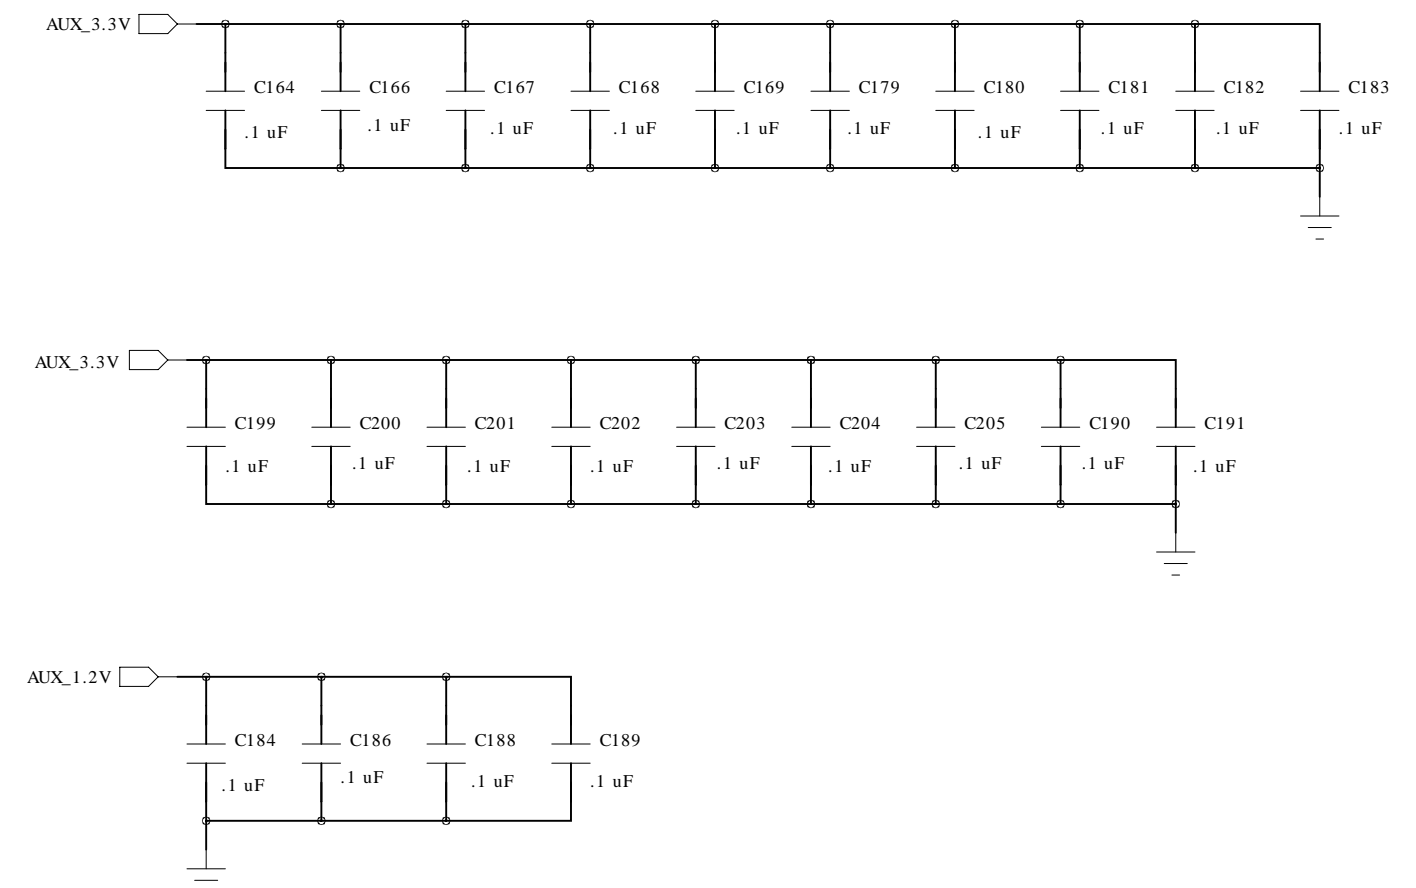 AUX_3.3V
C164 C166 C167 C168 C169 C179 C180 C181 C182 C183
.1 uF .1 uF .1 uF .1 uF .1 uF .1 uF .1 uF .1 uF .1 uF .1 uF
AUX_3.3V
C199 C200 C201 C202 C203 C204 C205 C190 C191
.1 uF .1 uF .1 uF .1 uF .1 uF .1 uF .1 uF .1 uF .1 uF
AUX_1.2V
C184 C186 C188 C189
.1 uF .1 uF .1 uF .1 uF